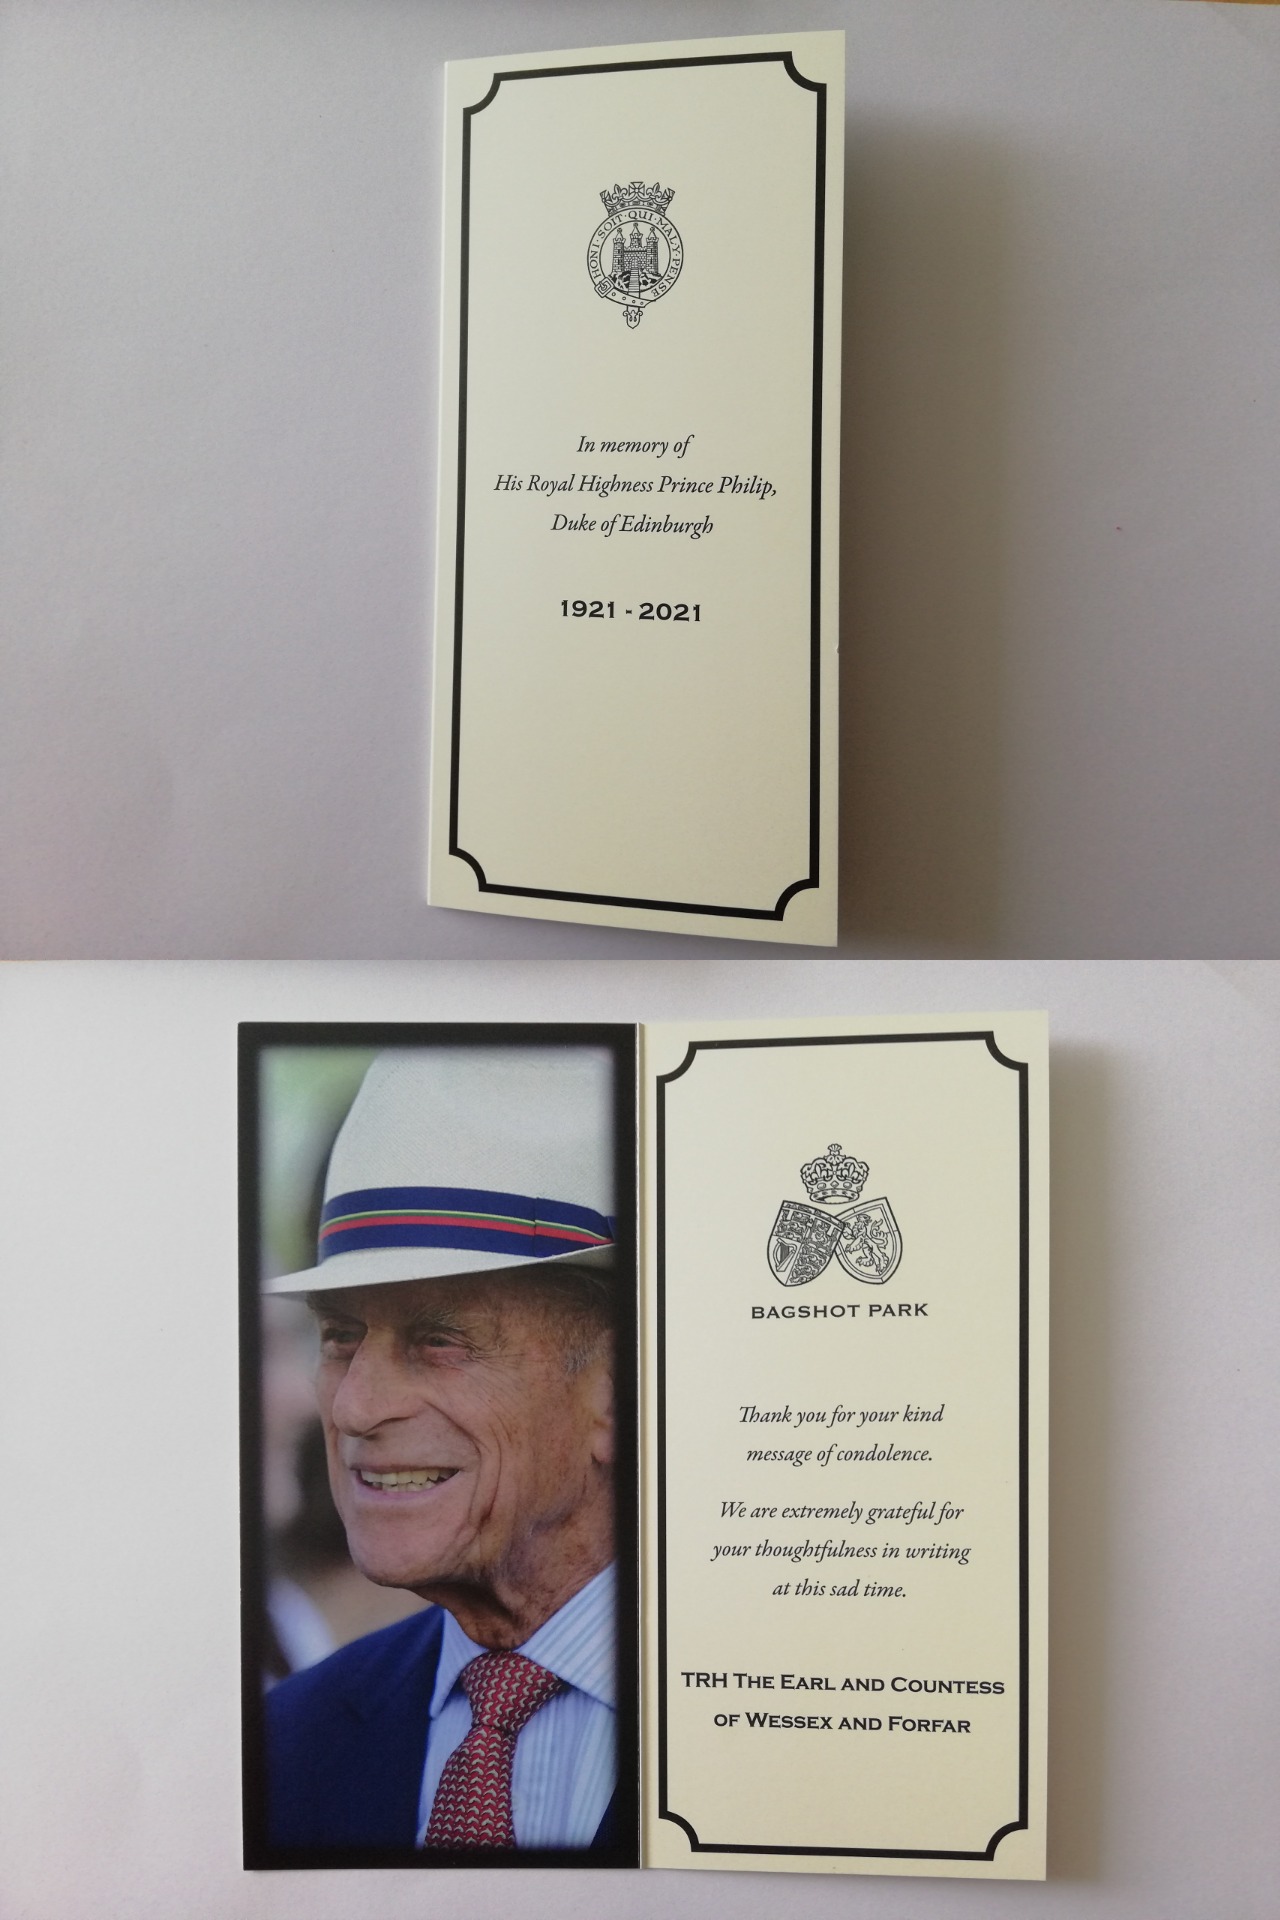 HONI · SOIT · QUI · MAL · Y · PENSE
In memory of
His Royal Highness Prince Philip,
Duke of Edinburgh
1921 - 2021
BAGSHOT PARK
Thank you for your kind
message of condolence.
We are extremely grateful for
your thoughtfulness in writing
at this sad time.
TRH THE EARL AND COUNTESS
OF WESSEX AND FORFAR